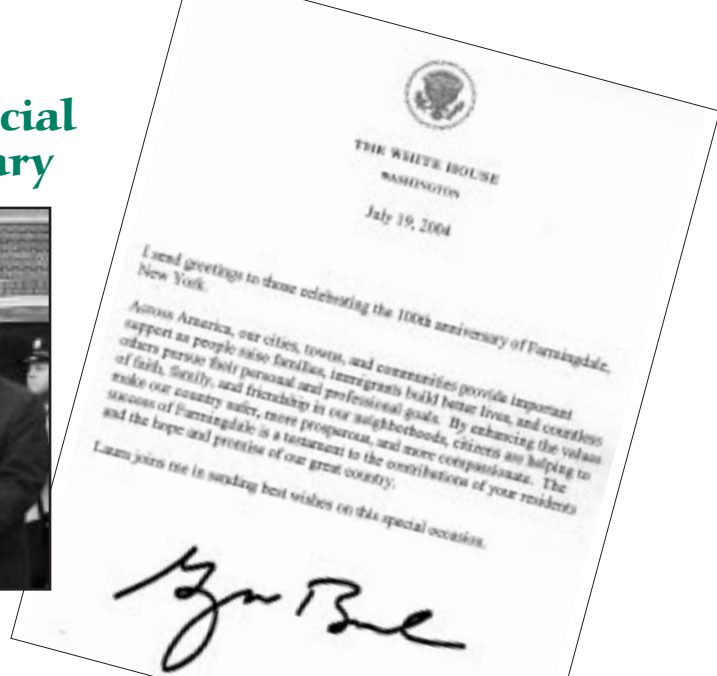 cial
ary
THE WHITE HOUSE
WASHINGTON
July 19, 2004
I send greetings to those celebrating the 100th anniversary of Farmingdale,
New York.
Across America, our cities, towns, and communities provide important
support as people raise families, immigrants build better lives, and countless
others pursue their personal and professional goals. By enhancing the values
of faith, family, and friendship in our neighborhoods, citizens are helping to
make our country safer, more prosperous, and more compassionate. The
success of Farmingdale is a testament to the contributions of your residents
and the hope and promise of our great country.
Laura joins me in sending best wishes on this special occasion.